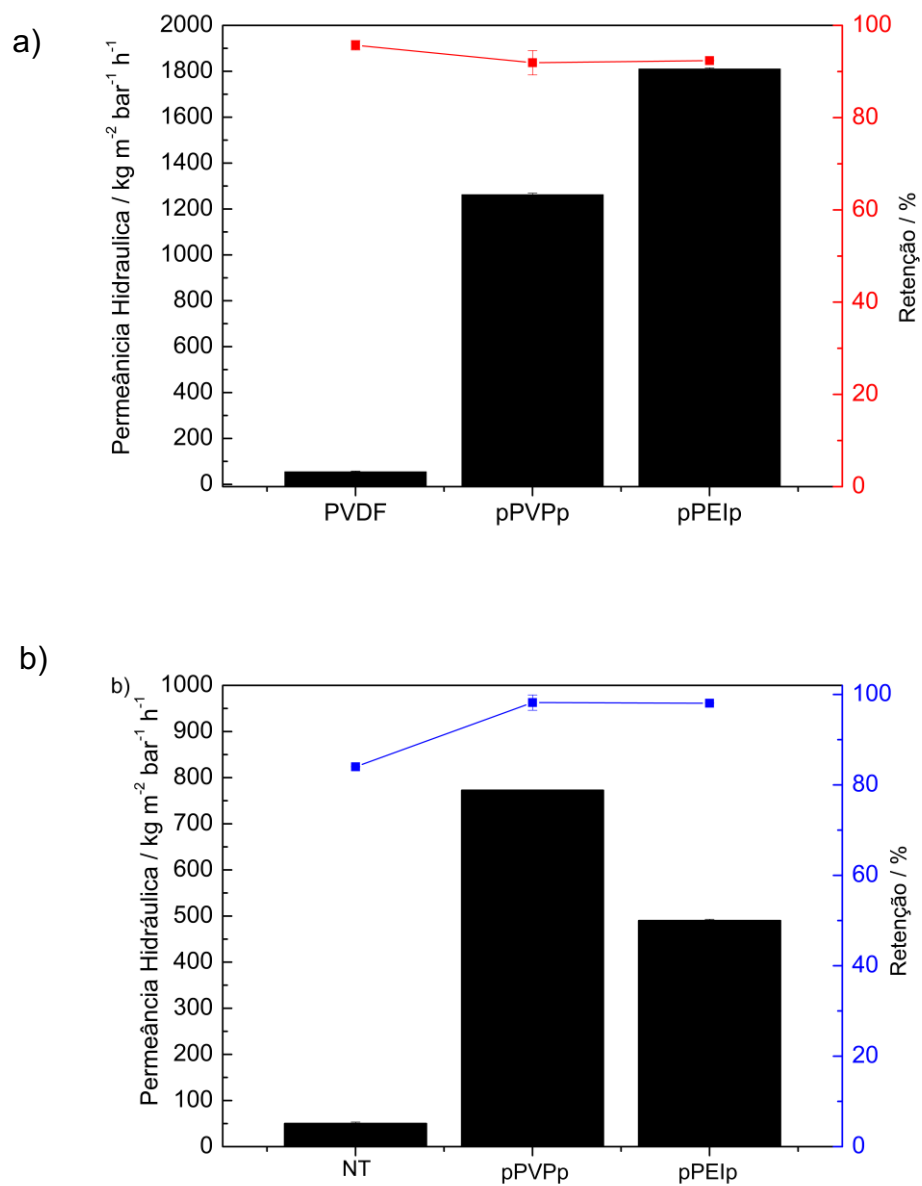 a)
Permeânicia Hidraulica / kg m⁻² bar⁻¹ h⁻¹
2000
1800
1600
1400
1200
1000
800
600
400
200
0
PVDF
pPVPp
pPEIp
100
80
60
40
20
0
Retenção / %
b)
b)
Permeância Hidráulica / kg m⁻² bar⁻¹ h⁻¹
1000
900
800
700
600
500
400
300
200
100
0
NT
pPVPp
pPEIp
100
80
60
40
20
0
Retenção / %